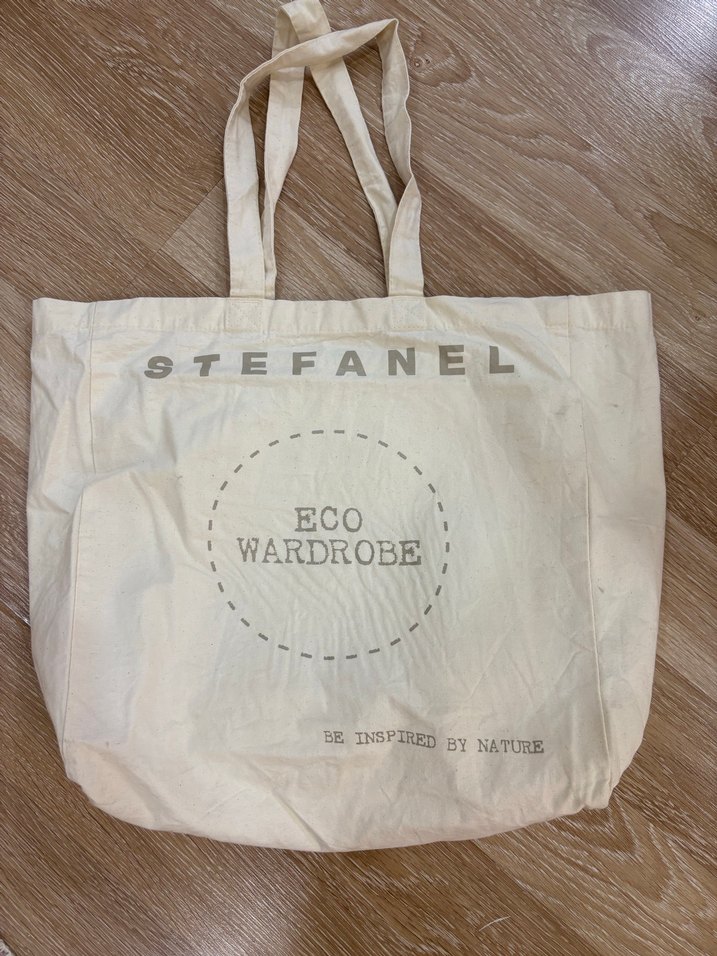 STEFANEL
ECO
WARDROBE
BE INSPIRED BY NATURE